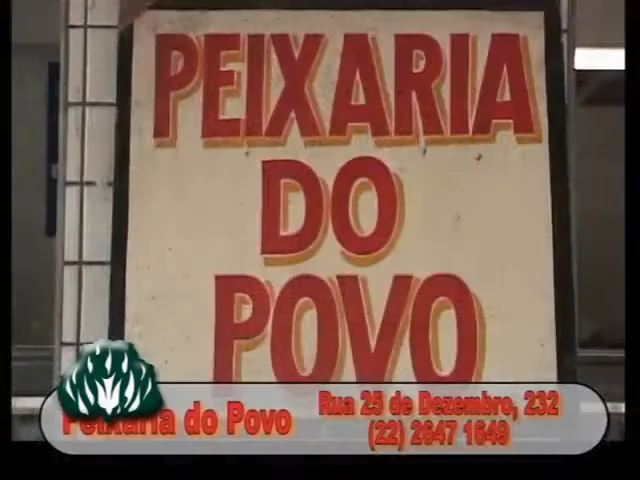 PEIXARIA
DO
POVO
Peixaria do Povo
Rua 25 de Dezembro, 232
(22) 2647 1649